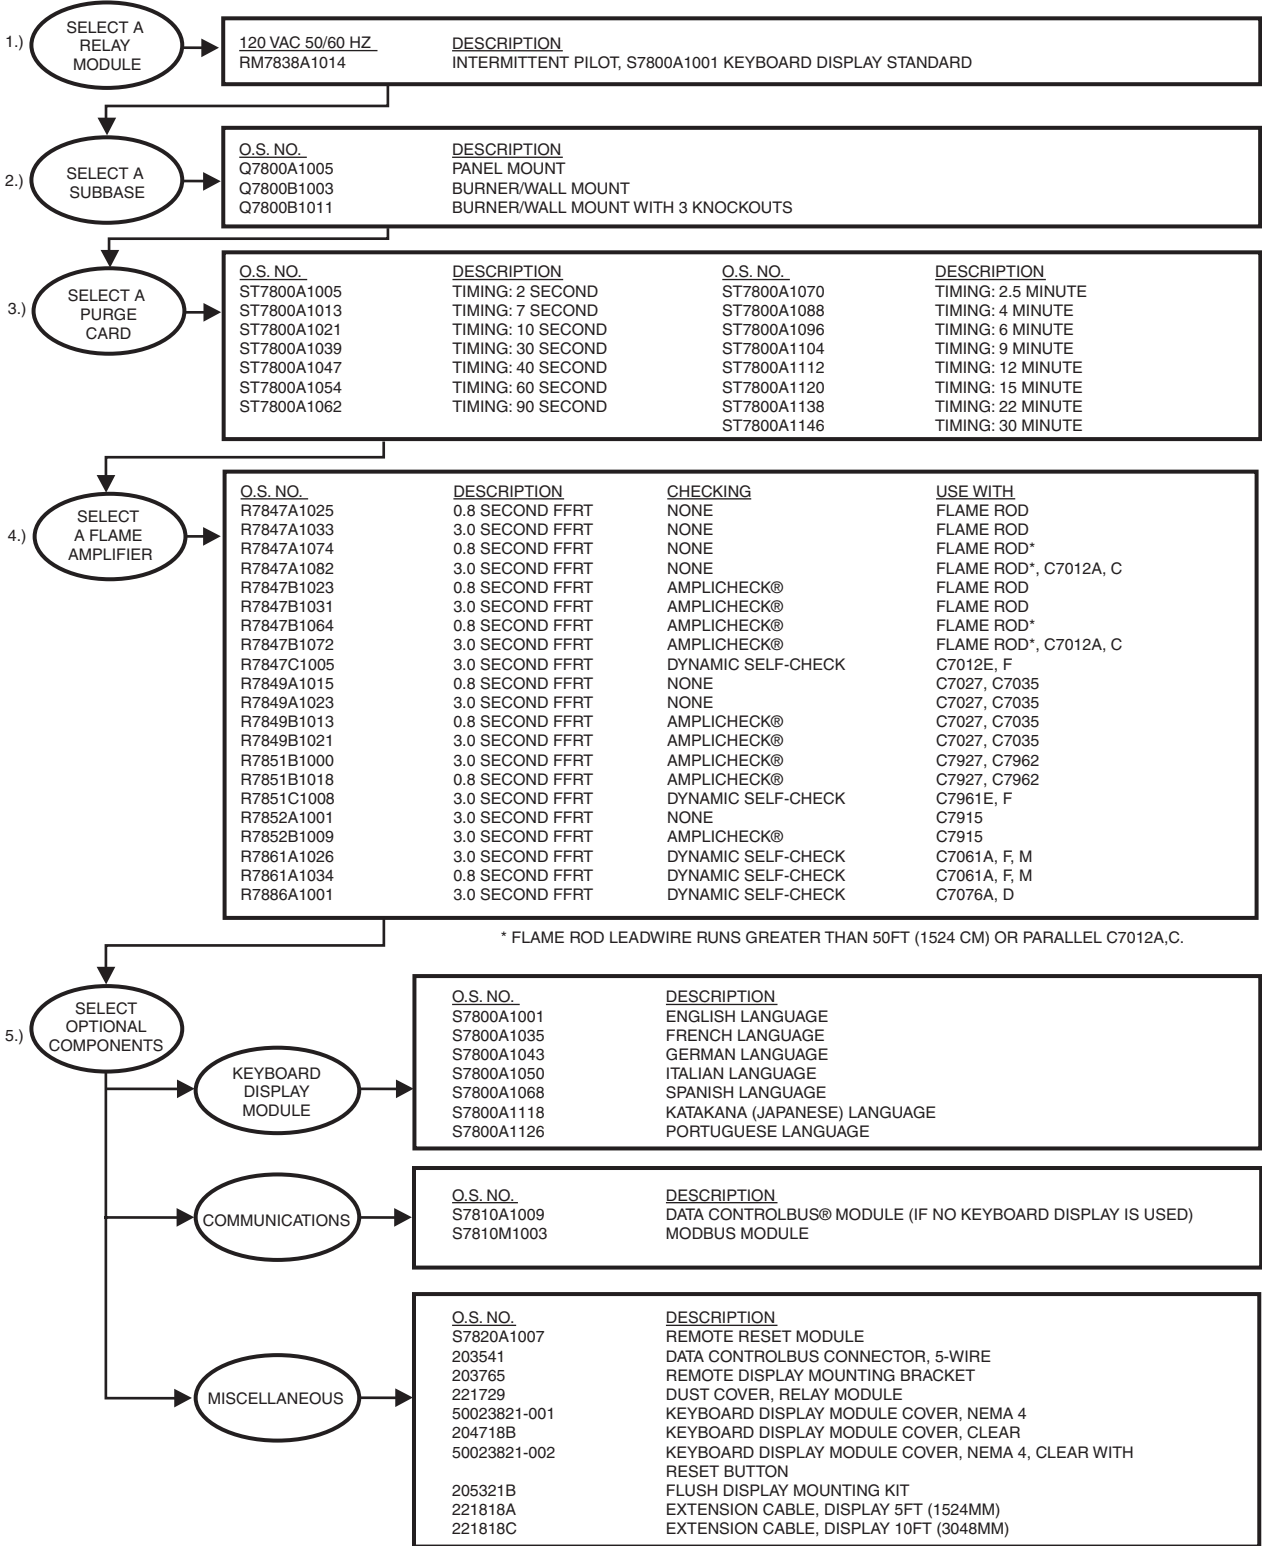 1.) SELECT A
RELAY
MODULE
120 VAC 50/60 HZ DESCRIPTION
RM7838A1014 INTERMITTENT PILOT, S7800A1001 KEYBOARD DISPLAY STANDARD
2.) SELECT A
SUBBASE
O.S. NO. DESCRIPTION
Q7800A1005 PANEL MOUNT
Q7800B1003 BURNER/WALL MOUNT
Q7800B1011 BURNER/WALL MOUNT WITH 3 KNOCKOUTS
3.) SELECT A
PURGE
CARD
O.S. NO. DESCRIPTION O.S. NO. DESCRIPTION
ST7800A1005 TIMING: 2 SECOND ST7800A1070 TIMING: 2.5 MINUTE
ST7800A1013 TIMING: 7 SECOND ST7800A1088 TIMING: 4 MINUTE
ST7800A1021 TIMING: 10 SECOND ST7800A1096 TIMING: 6 MINUTE
ST7800A1039 TIMING: 30 SECOND ST7800A1104 TIMING: 9 MINUTE
ST7800A1047 TIMING: 40 SECOND ST7800A1112 TIMING: 12 MINUTE
ST7800A1054 TIMING: 60 SECOND ST7800A1120 TIMING: 15 MINUTE
ST7800A1062 TIMING: 90 SECOND ST7800A1138 TIMING: 22 MINUTE
ST7800A1146 TIMING: 30 MINUTE
4.) SELECT
A FLAME
AMPLIFIER
O.S. NO. DESCRIPTION CHECKING USE WITH
R7847A1025 0.8 SECOND FFRT NONE FLAME ROD
R7847A1033 3.0 SECOND FFRT NONE FLAME ROD
R7847A1074 0.8 SECOND FFRT NONE FLAME ROD*
R7847A1082 3.0 SECOND FFRT NONE FLAME ROD*, C7012A, C
R7847B1023 0.8 SECOND FFRT AMPLICHECK® FLAME ROD
R7847B1031 3.0 SECOND FFRT AMPLICHECK® FLAME ROD
R7847B1064 0.8 SECOND FFRT AMPLICHECK® FLAME ROD*
R7847B1072 3.0 SECOND FFRT AMPLICHECK® FLAME ROD*, C7012A, C
R7847C1005 3.0 SECOND FFRT DYNAMIC SELF-CHECK C7012E, F
R7849A1015 0.8 SECOND FFRT NONE C7027, C7035
R7849A1023 3.0 SECOND FFRT NONE C7027, C7035
R7849B1013 0.8 SECOND FFRT AMPLICHECK® C7027, C7035
R7849B1021 3.0 SECOND FFRT AMPLICHECK® C7027, C7035
R7851B1000 3.0 SECOND FFRT AMPLICHECK® C7927, C7962
R7851B1018 0.8 SECOND FFRT AMPLICHECK® C7927, C7962
R7851C1008 3.0 SECOND FFRT DYNAMIC SELF-CHECK C7961E, F
R7852A1001 3.0 SECOND FFRT NONE C7915
R7852B1009 3.0 SECOND FFRT AMPLICHECK® C7915
R7861A1026 3.0 SECOND FFRT DYNAMIC SELF-CHECK C7061A, F, M
R7861A1034 0.8 SECOND FFRT DYNAMIC SELF-CHECK C7061A, F, M
R7886A1001 3.0 SECOND FFRT DYNAMIC SELF-CHECK C7076A, D
* FLAME ROD LEADWIRE RUNS GREATER THAN 50FT (1524 CM) OR PARALLEL C7012A,C.
5.) SELECT
OPTIONAL
COMPONENTS
KEYBOARD
DISPLAY
MODULE
O.S. NO. DESCRIPTION
S7800A1001 ENGLISH LANGUAGE
S7800A1035 FRENCH LANGUAGE
S7800A1043 GERMAN LANGUAGE
S7800A1050 ITALIAN LANGUAGE
S7800A1068 SPANISH LANGUAGE
S7800A1118 KATAKANA (JAPANESE) LANGUAGE
S7800A1126 PORTUGUESE LANGUAGE
COMMUNICATIONS
O.S. NO. DESCRIPTION
S7810A1009 DATA CONTROLBUS® MODULE (IF NO KEYBOARD DISPLAY IS USED)
S7810M1003 MODBUS MODULE
MISCELLANEOUS
O.S. NO. DESCRIPTION
S7820A1007 REMOTE RESET MODULE
203541 DATA CONTROLBUS CONNECTOR, 5-WIRE
203765 REMOTE DISPLAY MOUNTING BRACKET
221729 DUST COVER, RELAY MODULE
50023821-001 KEYBOARD DISPLAY MODULE COVER, NEMA 4
204718B KEYBOARD DISPLAY MODULE COVER, CLEAR
50023821-002 KEYBOARD DISPLAY MODULE COVER, NEMA 4, CLEAR WITH
RESET BUTTON
205321B FLUSH DISPLAY MOUNTING KIT
221818A EXTENSION CABLE, DISPLAY 5FT (1524MM)
221818C EXTENSION CABLE, DISPLAY 10FT (3048MM)